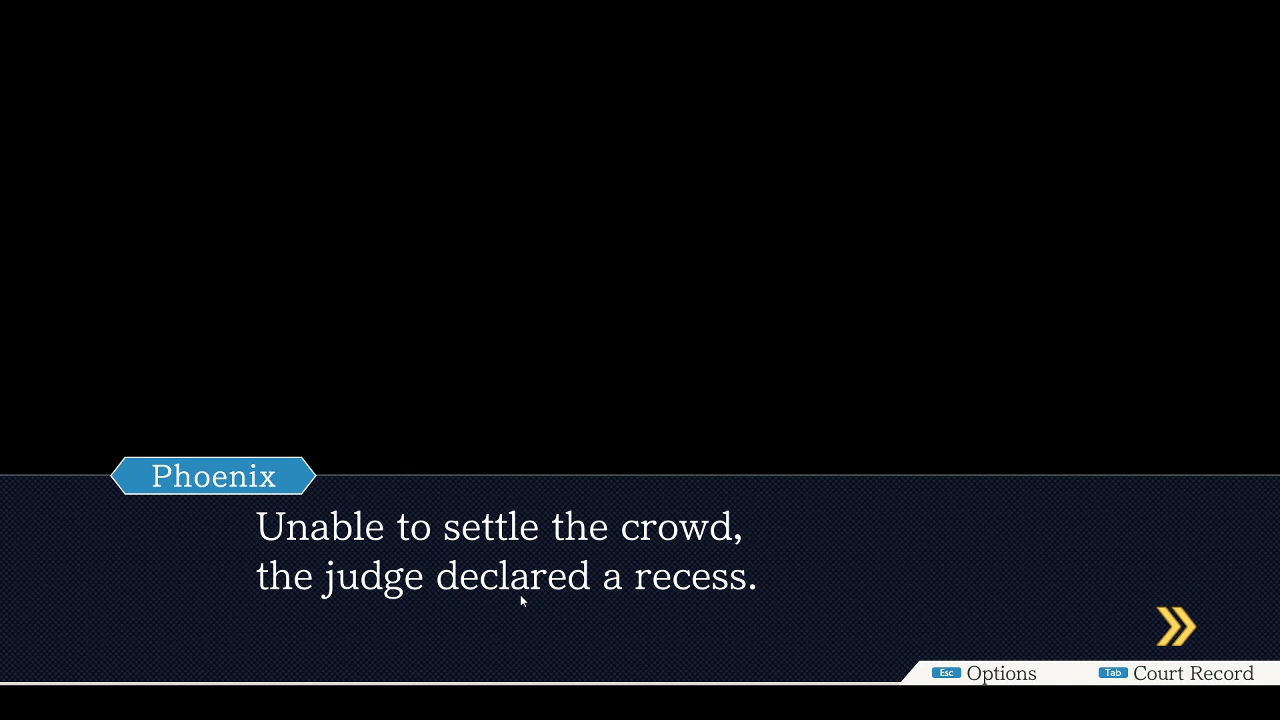 Phoenix
Unable to settle the crowd,
the judge declared a recess.
Esc Options Tab Court Record